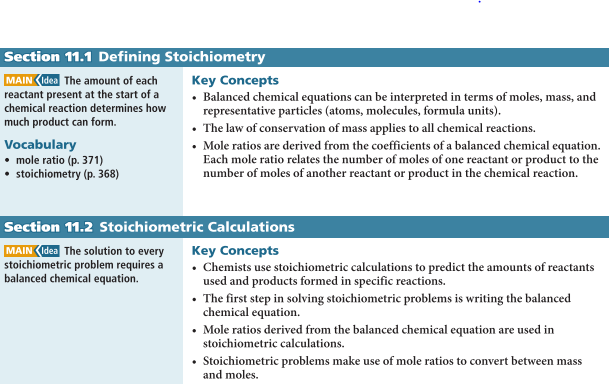 Section 11.1 Defining Stoichiometry
MAIN Idea The amount of each
reactant present at the start of a
chemical reaction determines how
much product can form.
Vocabulary
• mole ratio (p. 371)
• stoichiometry (p. 368)
Key Concepts
• Balanced chemical equations can be interpreted in terms of moles, mass, and
representative particles (atoms, molecules, formula units).
• The law of conservation of mass applies to all chemical reactions.
• Mole ratios are derived from the coefficients of a balanced chemical equation.
Each mole ratio relates the number of moles of one reactant or product to the
number of moles of another reactant or product in the chemical reaction.
Section 11.2 Stoichiometric Calculations
MAIN Idea The solution to every
stoichiometric problem requires a
balanced chemical equation.
Key Concepts
• Chemists use stoichiometric calculations to predict the amounts of reactants
used and products formed in specific reactions.
• The first step in solving stoichiometric problems is writing the balanced
chemical equation.
• Mole ratios derived from the balanced chemical equation are used in
stoichiometric calculations.
• Stoichiometric problems make use of mole ratios to convert between mass
and moles.